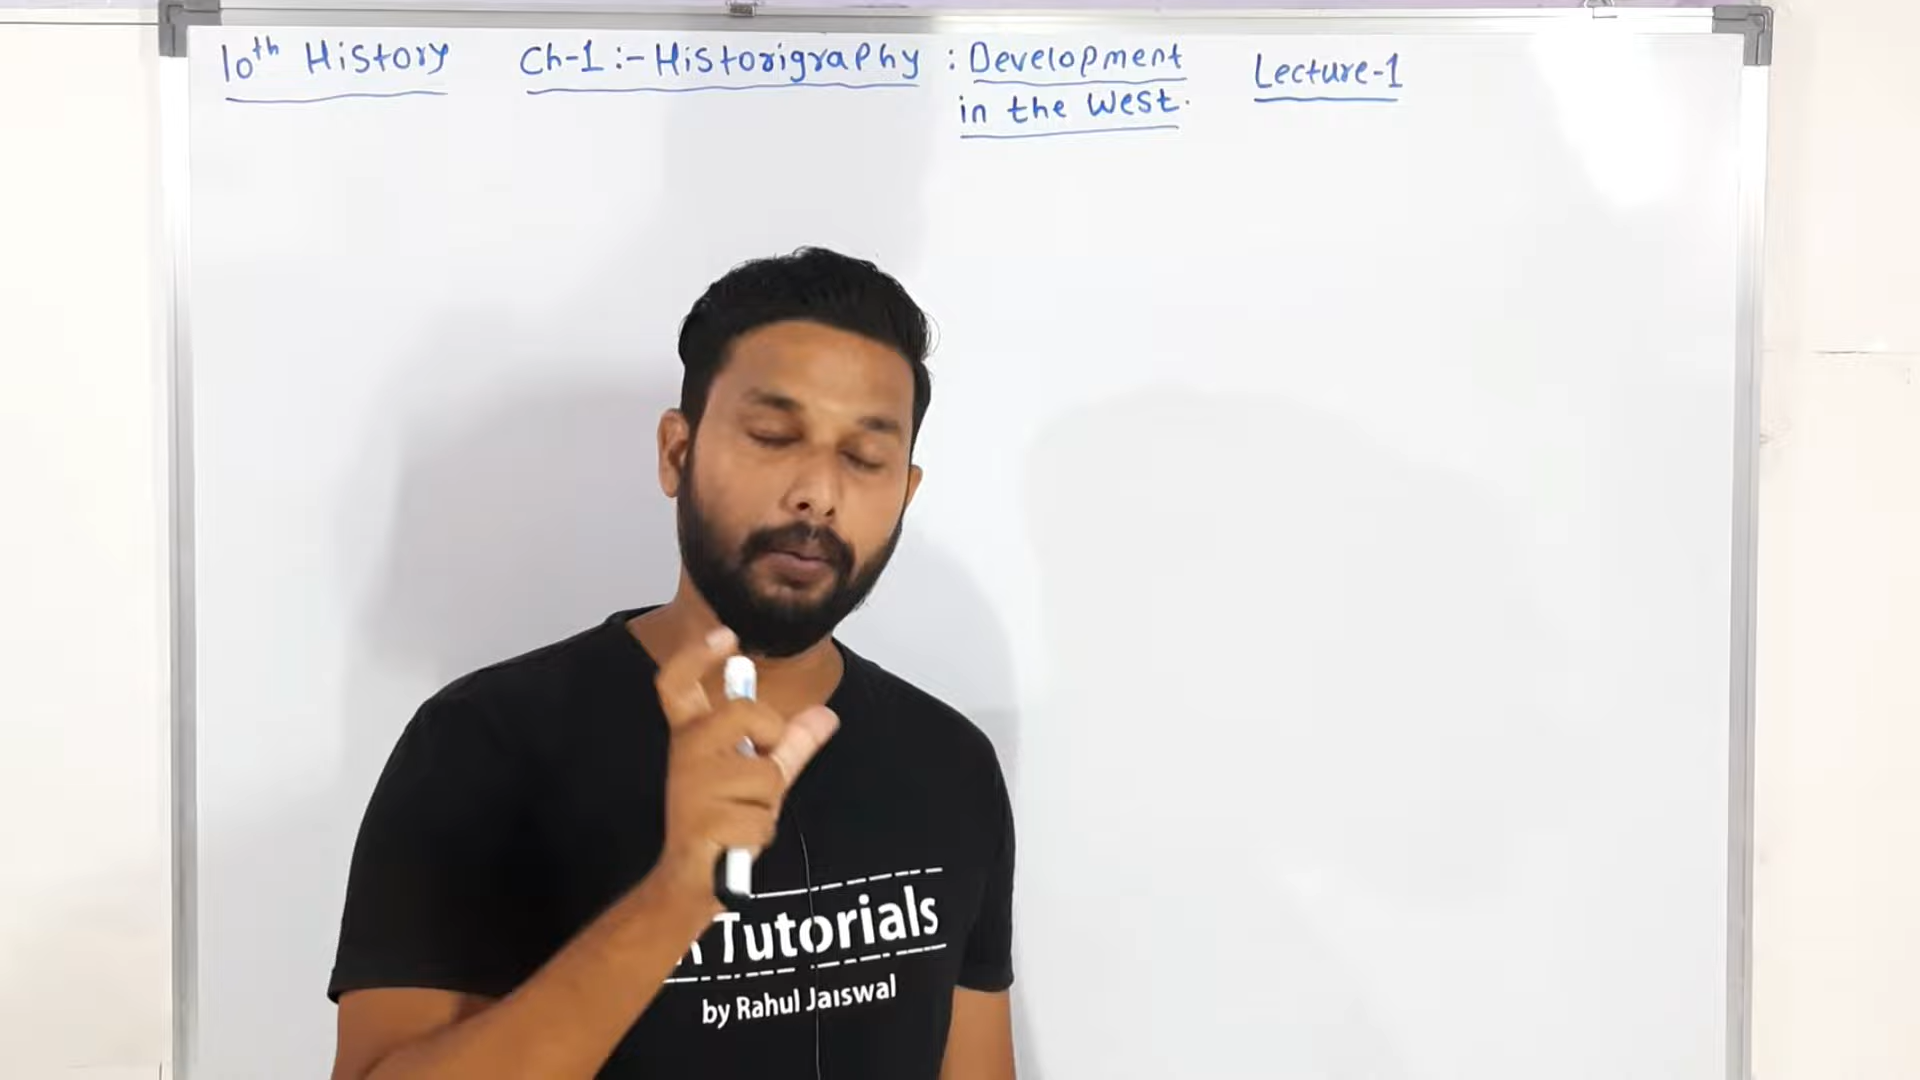 10th History Ch-1 :- Historigraphy : Development Lecture-1
in the West.
Tutorials
by Rahul Jaiswal